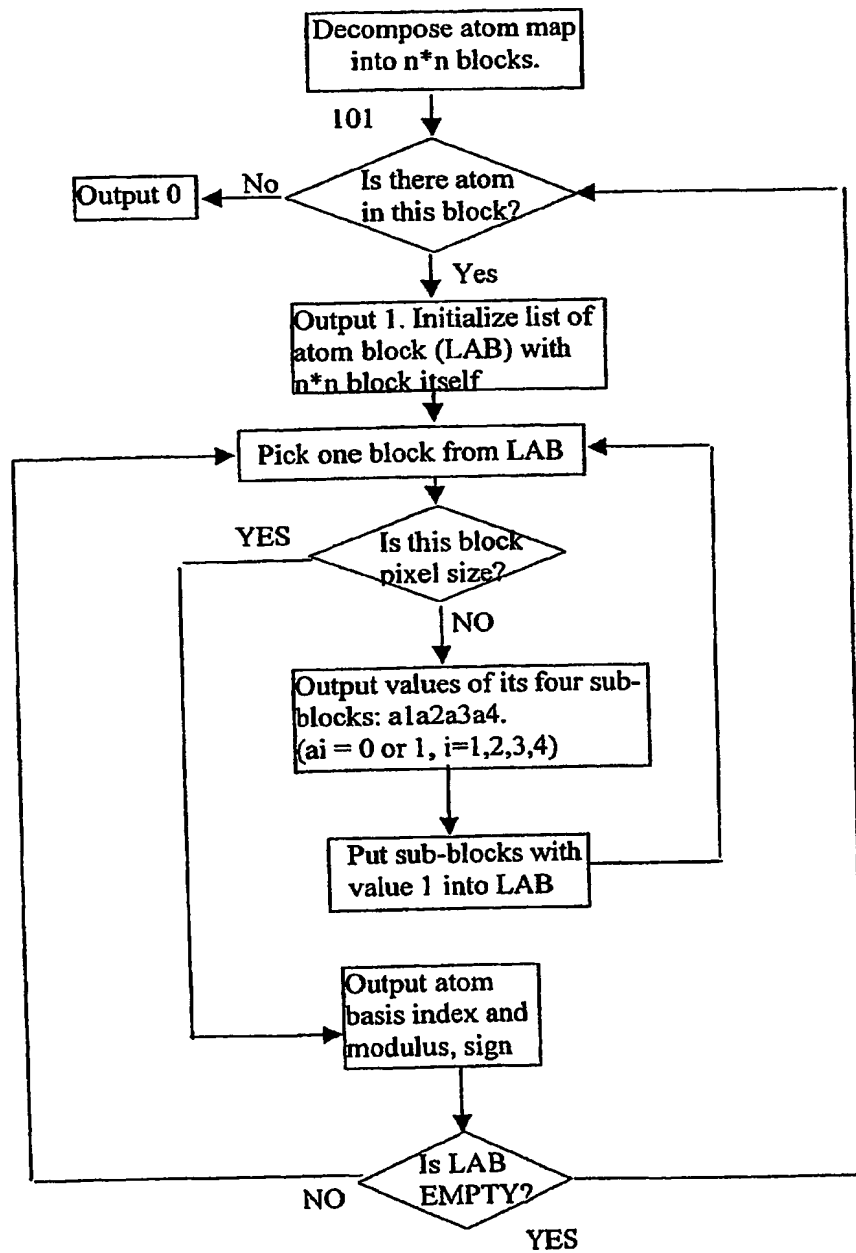 Decompose atom map
into n*n blocks.
101
Is there atom
in this block?
No
Output 0
Yes
Output 1. Initialize list of
atom block (LAB) with
n*n block itself
Pick one block from LAB
YES
Is this block
pixel size?
NO
Output values of its four sub-
blocks: a1a2a3a4.
(ai = 0 or 1, i=1,2,3,4)
Put sub-blocks with
value 1 into LAB
Output atom
basis index and
modulus, sign
Is LAB
EMPTY?
NO
YES